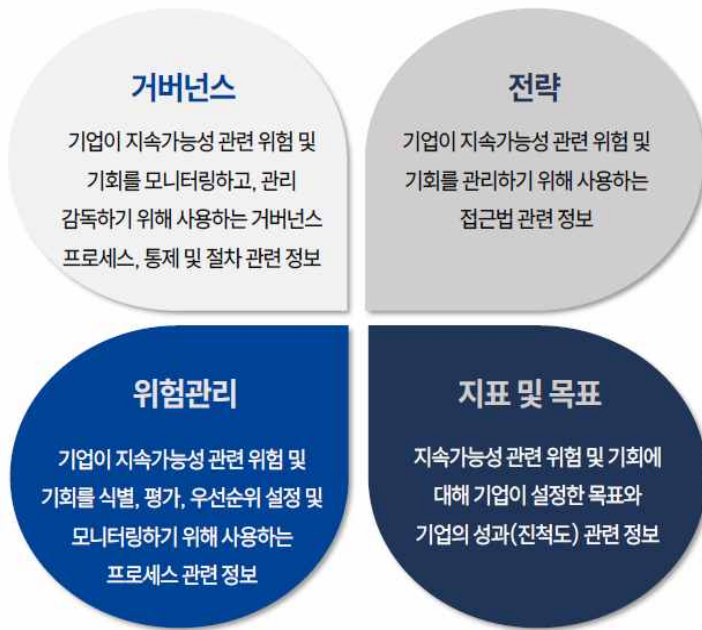 거버넌스
기업이 지속가능성 관련 위험 및
기회를 모니터링하고, 관리
감독하기 위해 사용하는 거버넌스
프로세스, 통제 및 절차 관련 정보
전략
기업이 지속가능성 관련 위험 및
기회를 관리하기 위해 사용하는
접근법 관련 정보
위험관리
기업이 지속가능성 관련 위험 및
기회를 식별, 평가, 우선순위 설정 및
모니터링하기 위해 사용하는
프로세스 관련 정보
지표 및 목표
지속가능성 관련 위험 및 기회에
대해 기업이 설정한 목표와
기업의 성과(진척도) 관련 정보